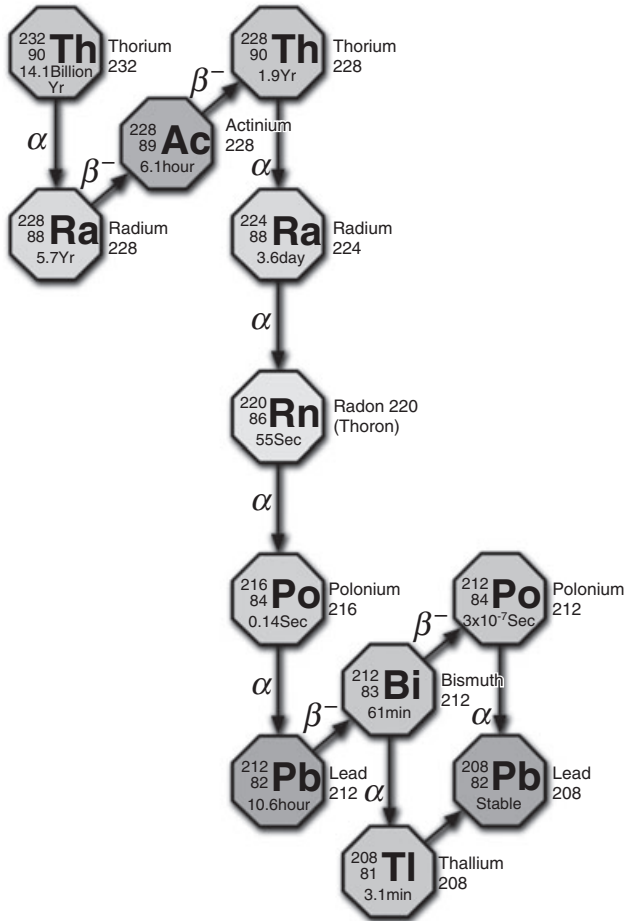 232
90 Th
14.1Billion
Yr
Thorium
232
α
β⁻
228
89 Ac
6.1hour
Actinium
228
β⁻
228
90 Th
1.9Yr
Thorium
228
228
88 Ra
5.7Yr
Radium
228
α
224
88 Ra
3.6day
Radium
224
α
220
86 Rn
55Sec
Radon 220
(Thoron)
α
216
84 Po
0.14Sec
Polonium
216
α
212
82 Pb
10.6hour
Lead
212
β⁻
212
83 Bi
61min
Bismuth
212
β⁻
212
84 Po
3x10⁻⁷Sec
Polonium
212
α
α
208
82 Pb
Stable
Lead
208
208
81 Tl
3.1min
Thallium
208